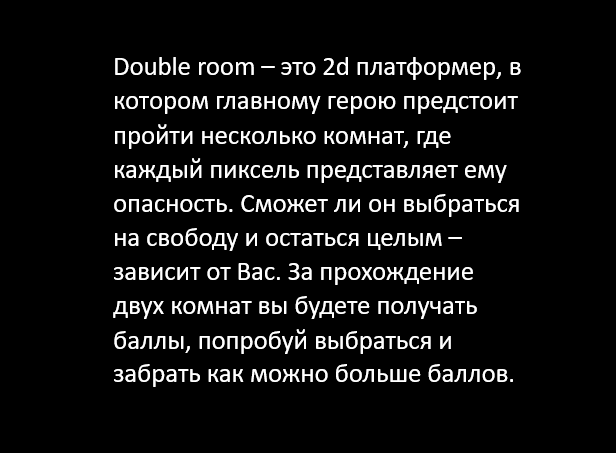 Double room – это 2d платформер, в
котором главному герою предстоит
пройти несколько комнат, где
каждый пиксель представляет ему
опасность. Сможет ли он выбраться
на свободу и остаться целым –
зависит от Вас. За прохождение
двух комнат вы будете получать
баллы, попробуй выбраться и
забрать как можно больше баллов.